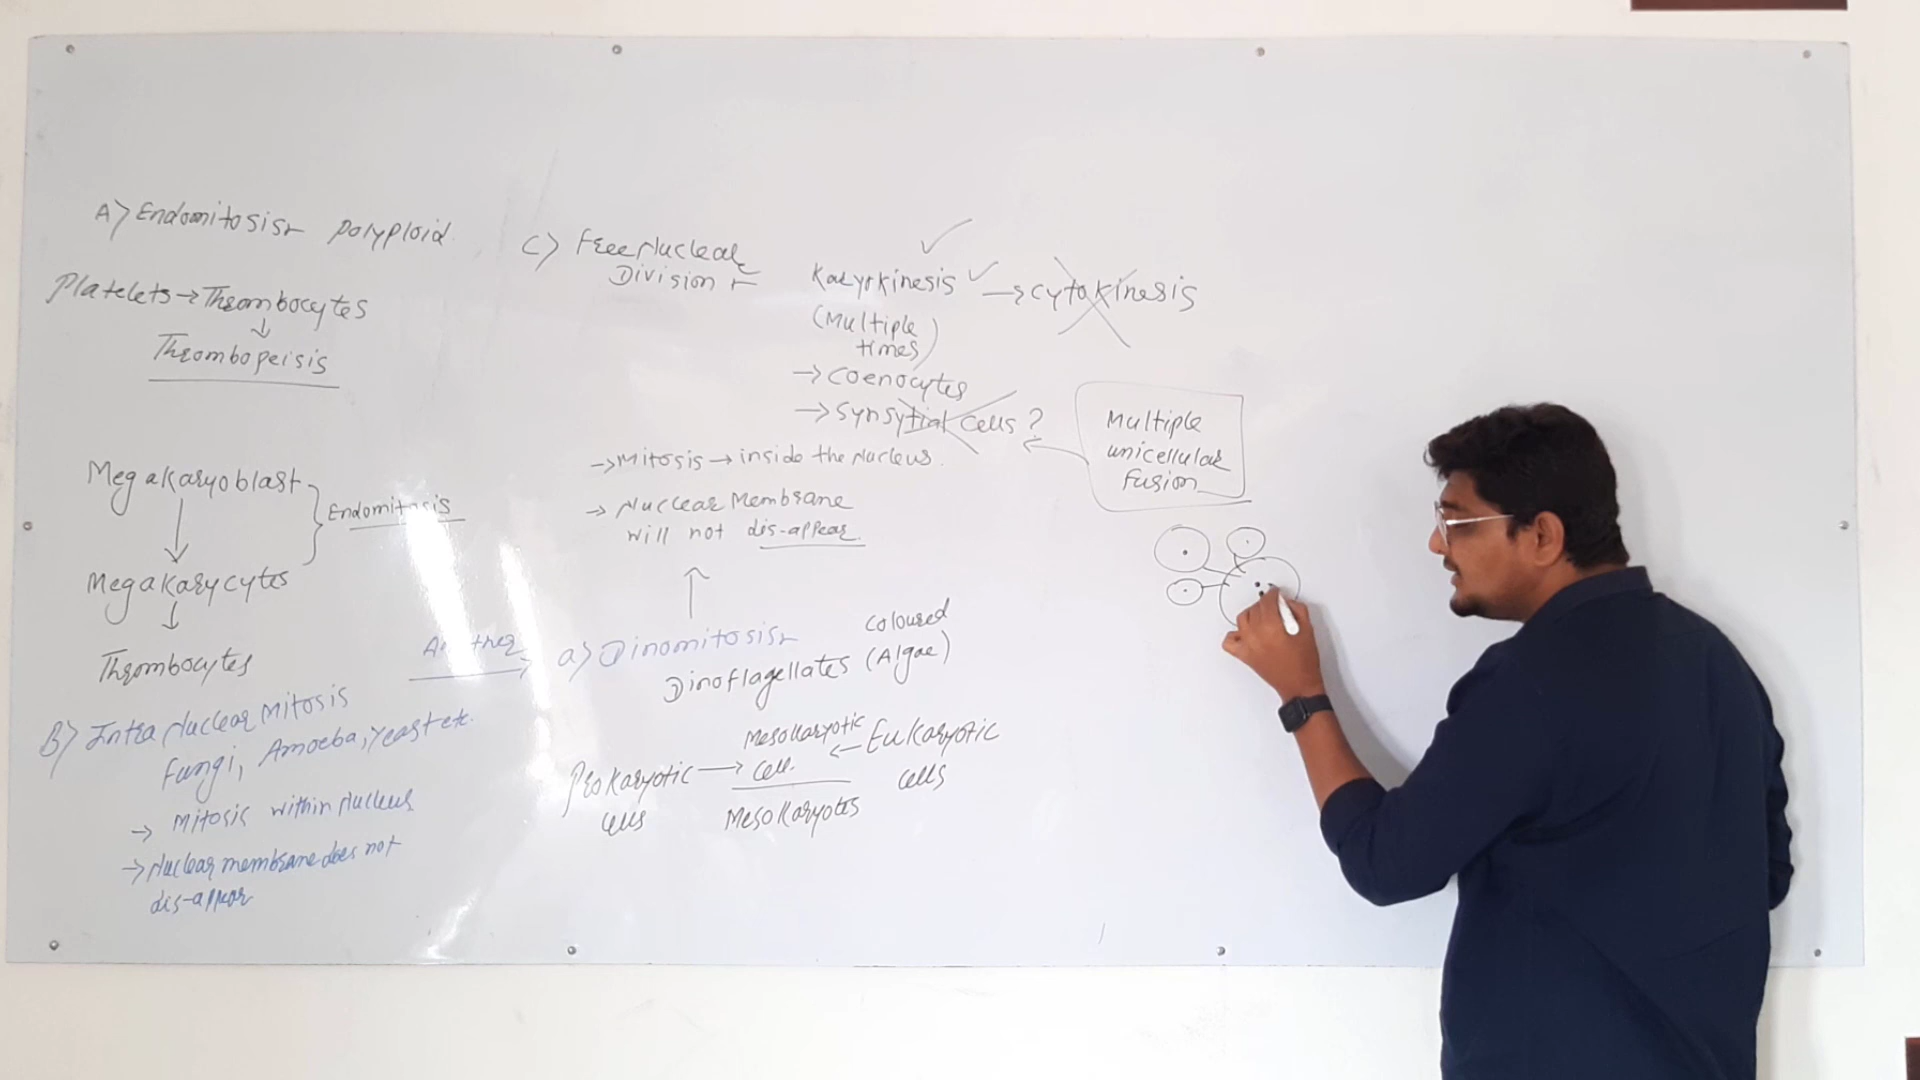 A) Endomitosis:- Polyploid
Platelets → Thrombocytes
↓
Thrombopeisis
Megakaryoblast
Endomitosis
↓
Megakarycytes
↓
Thrombocytes
B) Intra Nuclear Mitosis
Fungi, Amoeba, Yeast etc.
→ Mitosis within Nucleus
→ Nuclear membrane does not
dis-appear
C) Free Nuclear
Division :-
Karyokinesis ✓ → Cytokinesis
(Multiple
times)
→ Coenocytes
→ Synsytial Cells ?
Multiple
unicellular
fusion
→ Mitosis → inside the Nucleus.
→ Nuclear Membrane
will not dis-appear.
↑
Another → a) Dinomitosis:-
Coloured
Dinoflagellates (Algae)
Mesokaryotic
Prokaryotic → Cell. ← Eukaryotic
Cells
Cells
Mesokaryotes